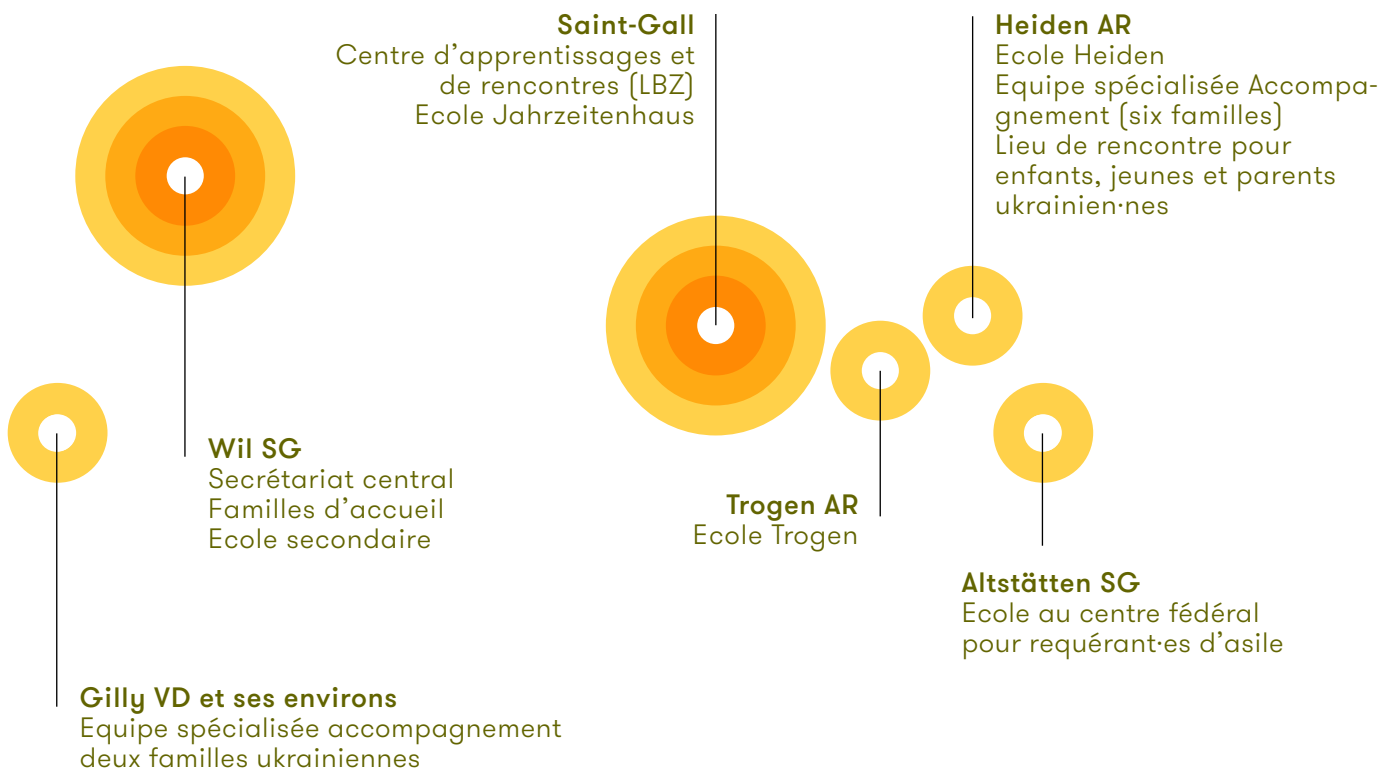 Saint-Gall
Centre d’apprentissages et
de rencontres (LBZ)
Ecole Jahrzeitenhaus
Heiden AR
Ecole Heiden
Equipe spécialisée Accompa-
gnement (six familles)
Lieu de rencontre pour
enfants, jeunes et parents
ukrainien·nes
Wil SG
Secrétariat central
Familles d’accueil
Ecole secondaire
Trogen AR
Ecole Trogen
Altstätten SG
Ecole au centre fédéral
pour requérant·es d’asile
Gilly VD et ses environs
Equipe spécialisée accompagnement
deux familles ukrainiennes